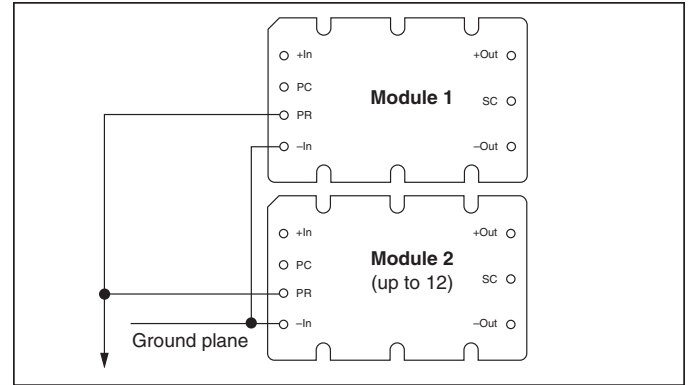 +In
+Out
PC
Module 1
SC
PR
–In
–Out
+In
+Out
PC
Module 2
(up to 12)
SC
PR
–In
–Out
Ground plane